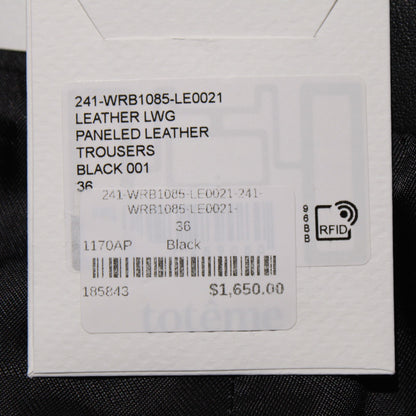 241-WRB1085-LE0021
LEATHER LWG
PANELED LEATHER
TROUSERS
BLACK 001
36
241-WRB1085-LE0021-241-
WRB1085-LE0021-
36
1170AP Black
185843 $1,650.00
96BB
RFID
totême